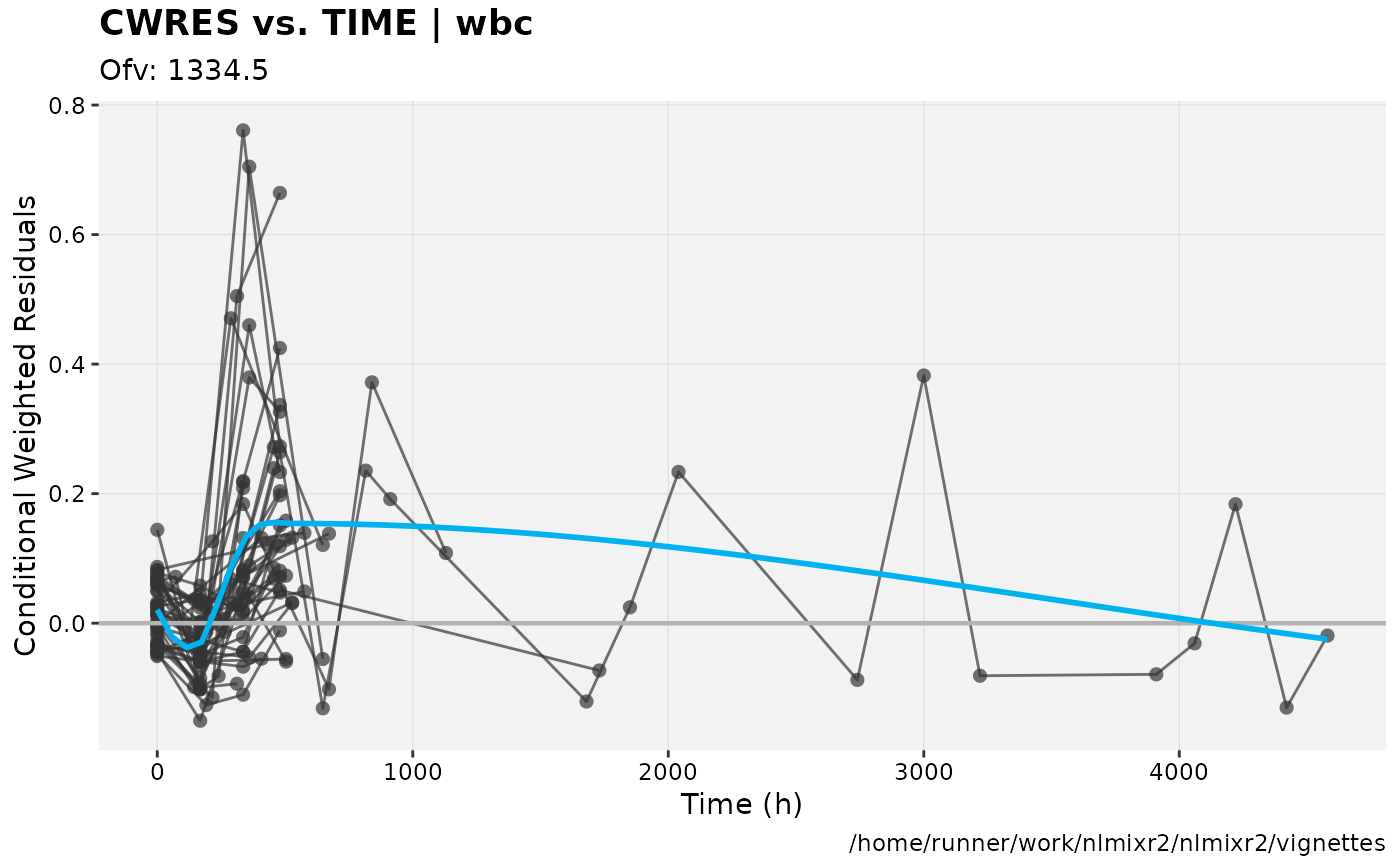 CWRES vs. TIME | wbc
Ofv: 1334.5
Conditional Weighted Residuals
0.8
0.6
0.4
0.2
0.0
0 1000 2000 3000 4000
Time (h)
/home/runner/work/nlmixr2/nlmixr2/vignettes